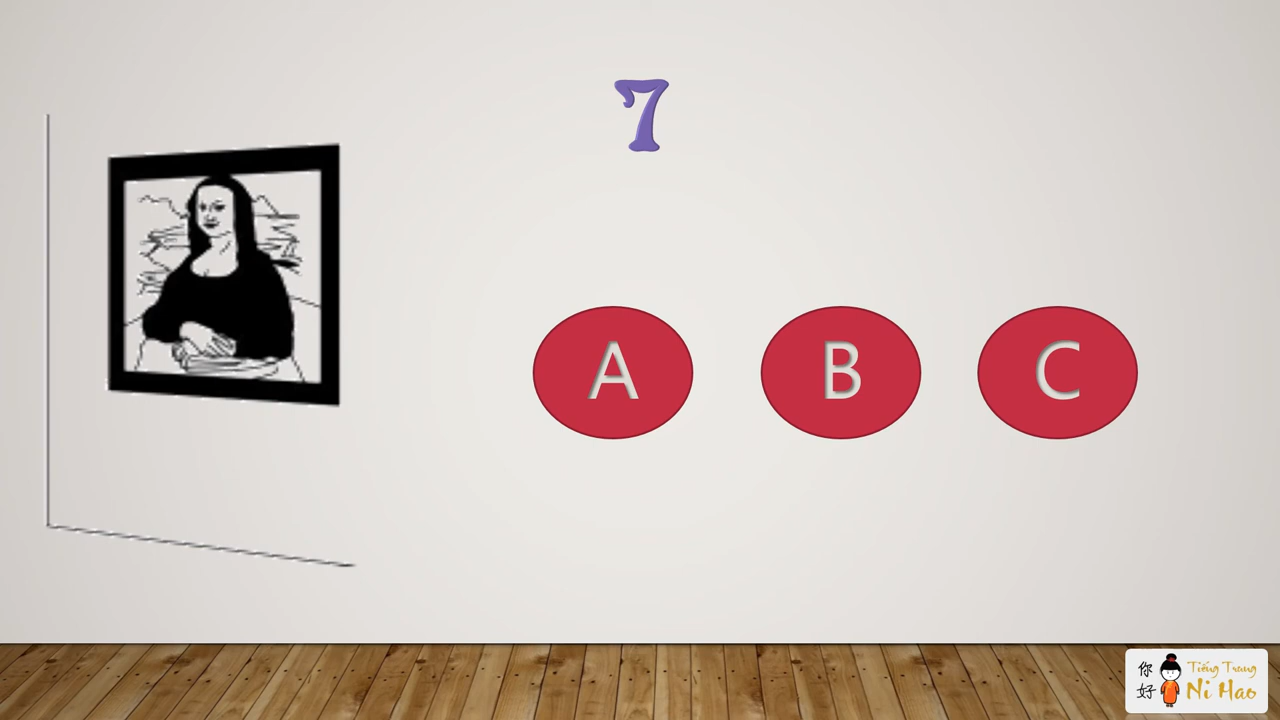 7
A B C
你好
Tiếng Trung
Ni Hao